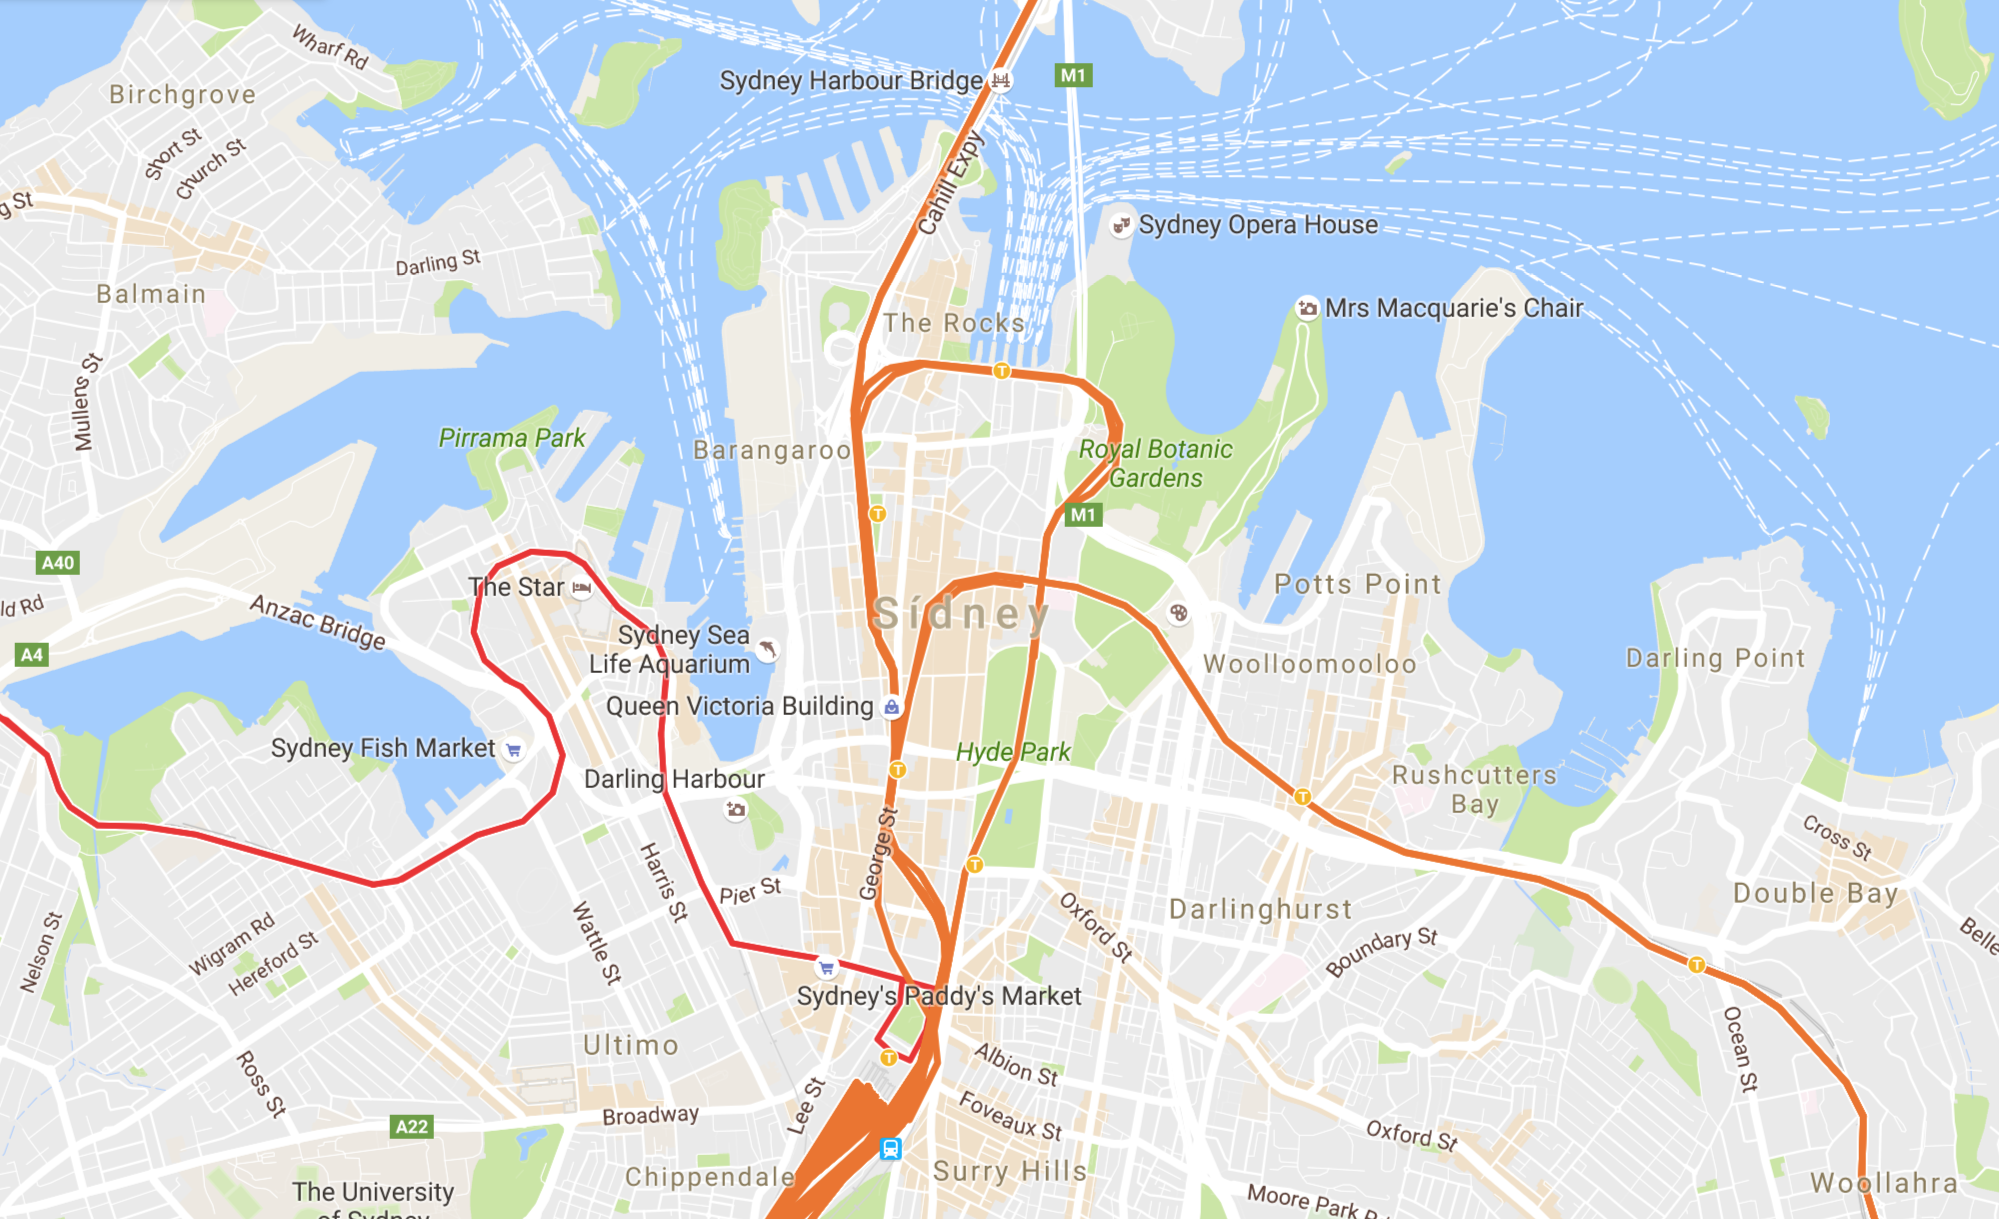 Wharf Rd
Birchgrove
Sydney Harbour Bridge
M1
Short St
Church St
Cahill Expy
g St
Sydney Opera House
Darling St
Balmain
Mrs Macquarie's Chair
The Rocks
T
Mullens St
Pirrama Park
Barangaroo
Royal Botanic
Gardens
T
M1
A40
The Star
Potts Point
ld Rd
Anzac Bridge
Sídney
A4
Sydney Sea
Life Aquarium
Woolloomooloo
Darling Point
Queen Victoria Building
Sydney Fish Market
Hyde Park
T
Darling Harbour
Rushcutters
Bay
T
Cross St
George St
T
Harris St
Pier St
Double Bay
Darlinghurst
Oxford St
Nelson St
Wigram Rd
Hereford St
Wattle St
Boundary St
Belle
T
Sydney's Paddy's Market
Ultimo
T
Albion St
Ocean St
Ross St
Lee St
Broadway
Foveaux St
A22
Oxford St
Chippendale
Surry Hills
Woollahra
The University
of Sydney
Moore Park